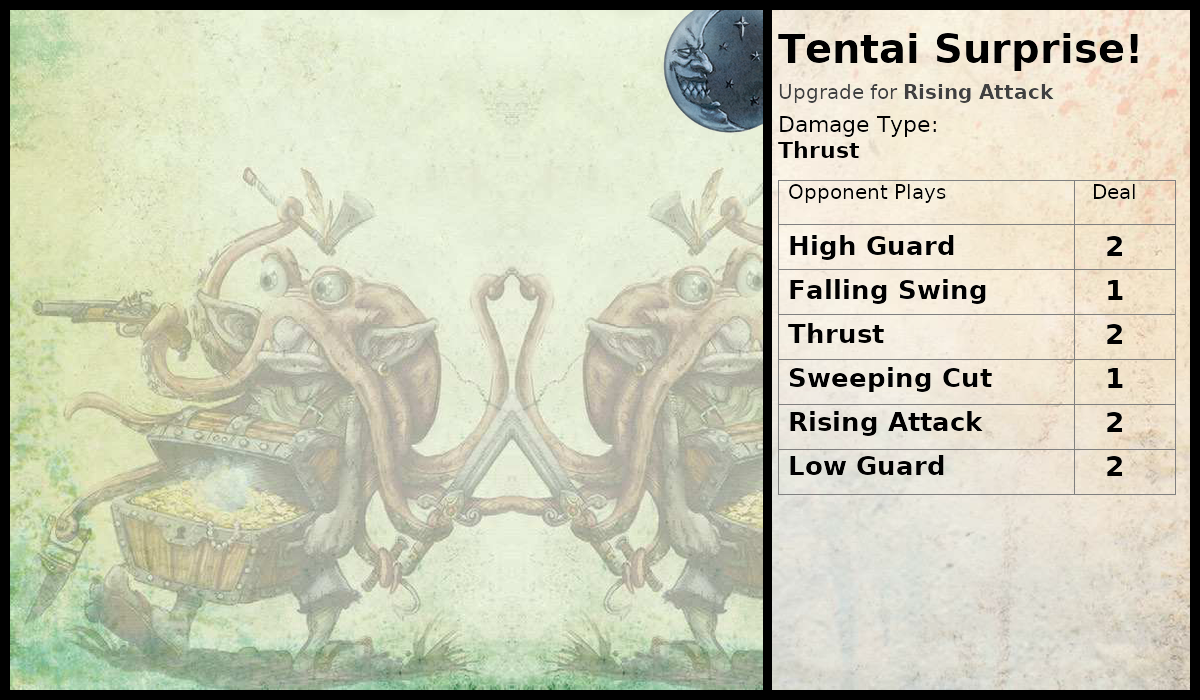 Tentai Surprise!
Upgrade for Rising Attack
Damage Type:
Thrust
Opponent Plays Deal
High Guard 2
Falling Swing 1
Thrust 2
Sweeping Cut 1
Rising Attack 2
Low Guard 2